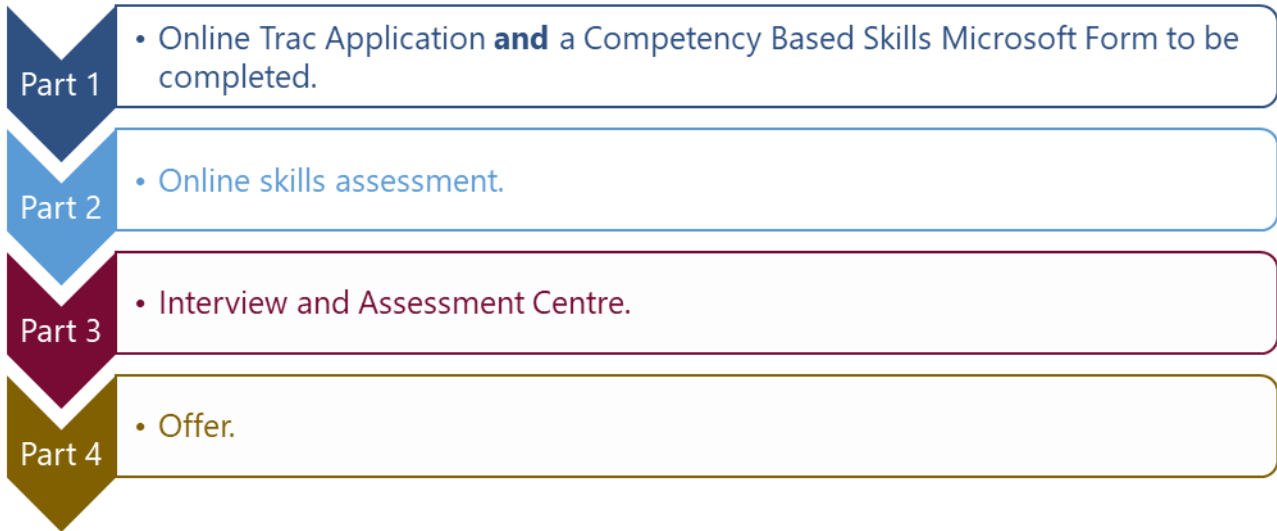 Part 1
• Online Trac Application and a Competency Based Skills Microsoft Form to be
completed.
Part 2
• Online skills assessment.
Part 3
• Interview and Assessment Centre.
Part 4
• Offer.